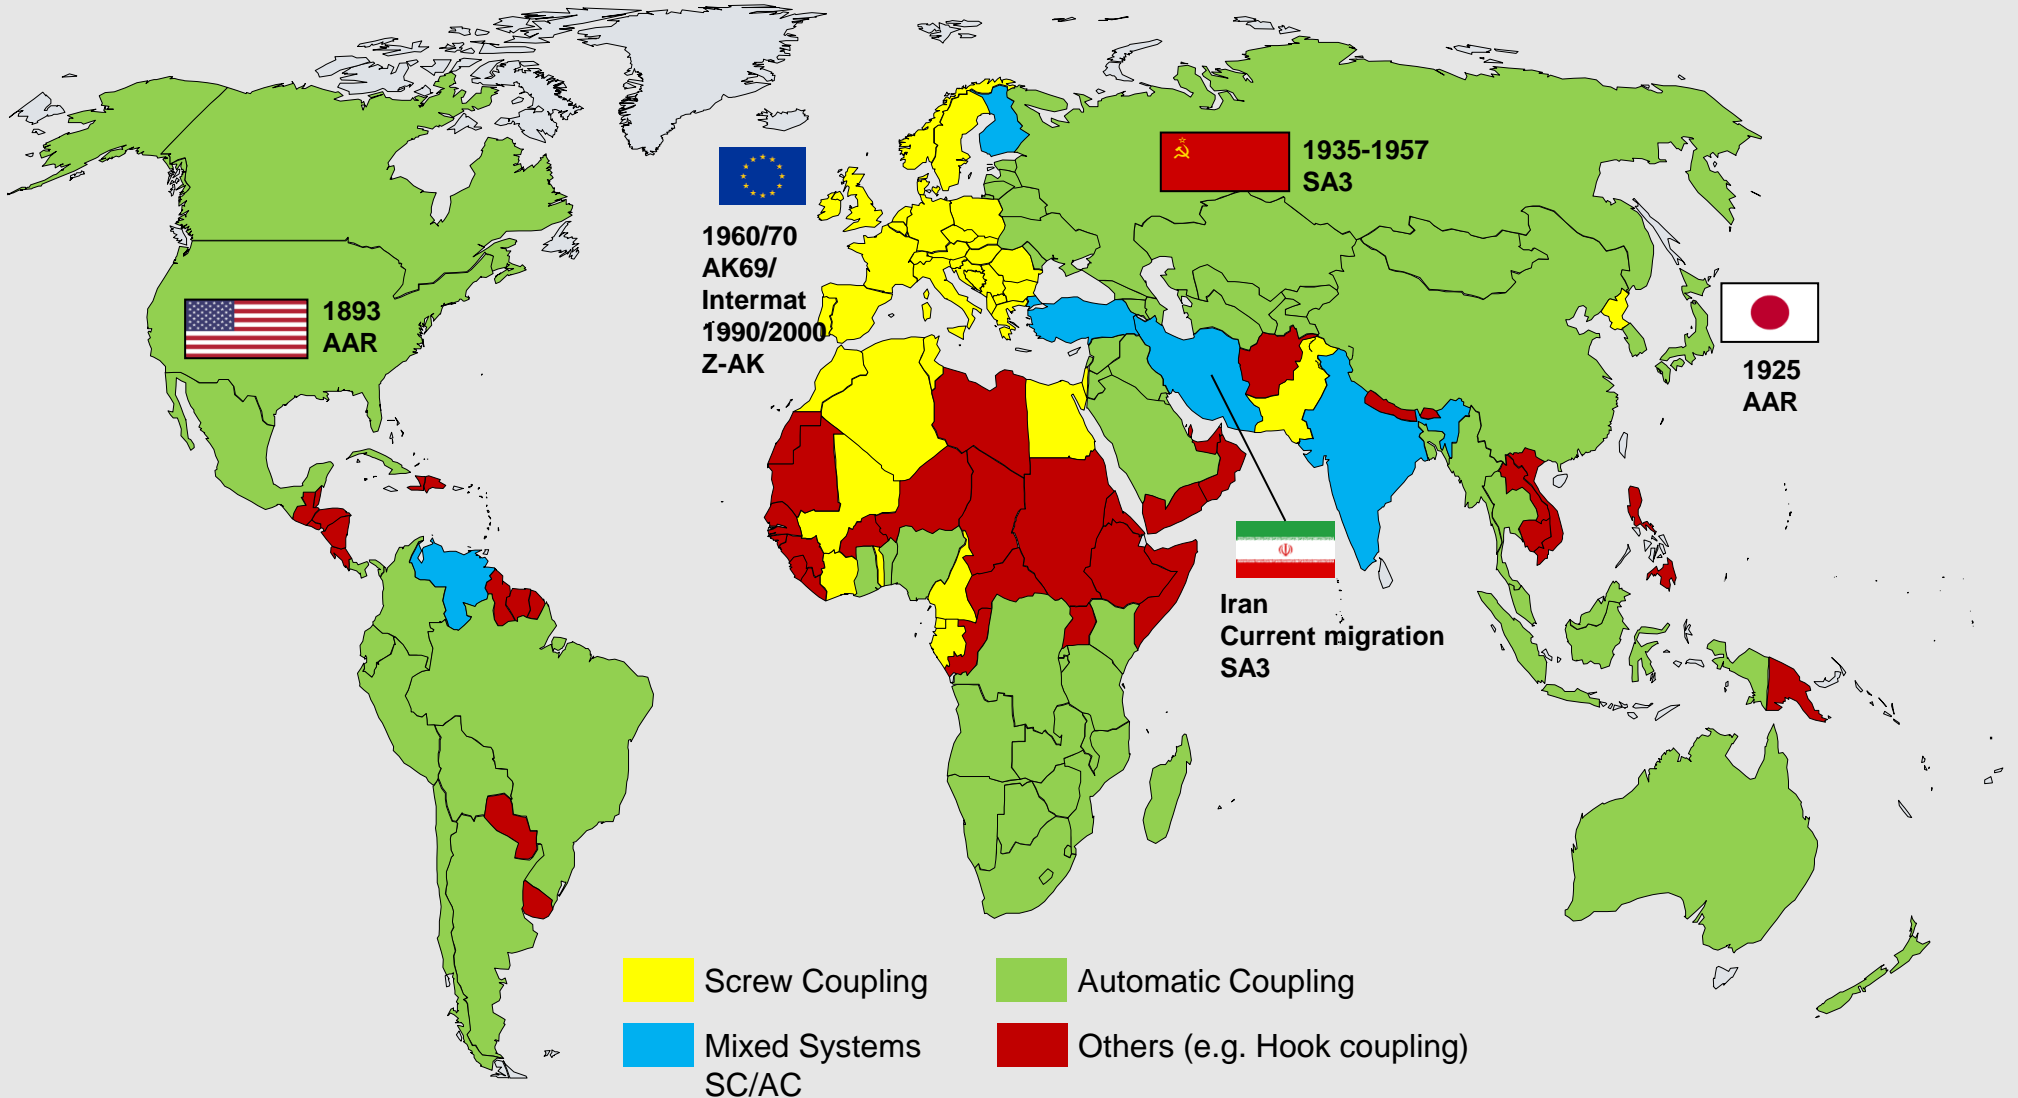 1893
AAR
1960/70
AK69/
Intermat
1990/2000
Z-AK
1935-1957
SA3
1925
AAR
Iran
Current migration
SA3
Screw Coupling
Automatic Coupling
Mixed Systems
SC/AC
Others (e.g. Hook coupling)